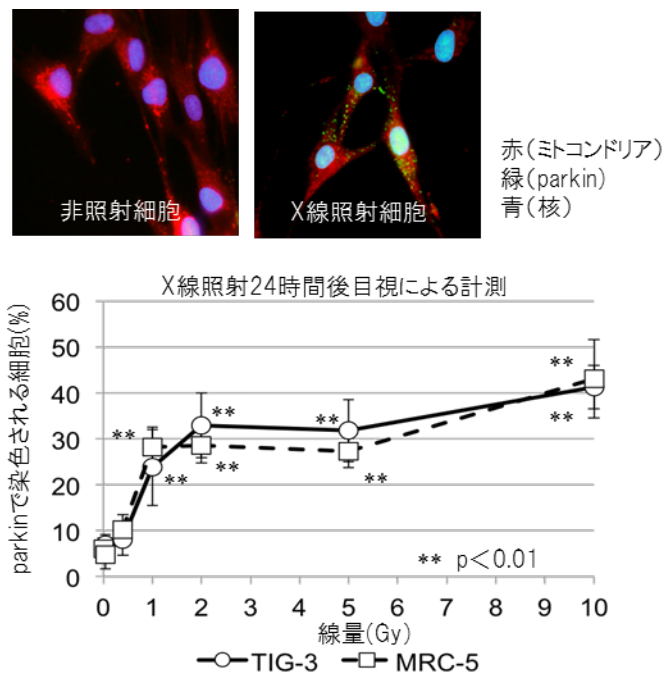 非照射細胞
X線照射細胞
赤(ミトコンドリア)
緑(parkin)
青(核)
X線照射24時間後目視による計測
parkinで染色される細胞(%)
60
50
40
30
20
10
0
** ** ** ** ** ** ** **
** p<0.01
0 1 2 3 4 5 6 7 8 9 10
線量(Gy)
TIG-3 MRC-5